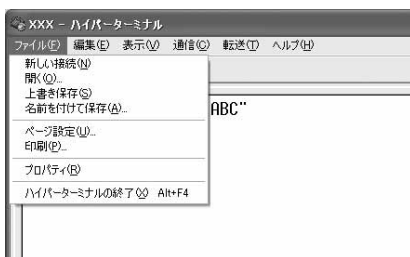 XXX - ハイパーターミナル
ファイル(F) 編集(E) 表示(V) 通信(C) 転送(T) ヘルプ(H)
新しい接続(N)
開く(O)...
上書き保存(S)
名前を付けて保存(A)...
ABC"
ページ設定(U)...
印刷(P)...
プロパティ(R)
ハイパーターミナルの終了(X) Alt+F4